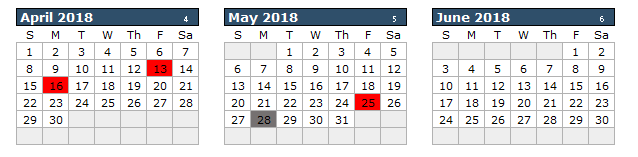 April 2018 4
S M T W Th F Sa
1 2 3 4 5 6 7
8 9 10 11 12 13 14
15 16 17 18 19 20 21
22 23 24 25 26 27 28
29 30
May 2018 5
S M T W Th F Sa
1 2 3 4 5
6 7 8 9 10 11 12
13 14 15 16 17 18 19
20 21 22 23 24 25 26
27 28 29 30 31
June 2018 6
S M T W Th F Sa
1 2
3 4 5 6 7 8 9
10 11 12 13 14 15 16
17 18 19 20 21 22 23
24 25 26 27 28 29 30